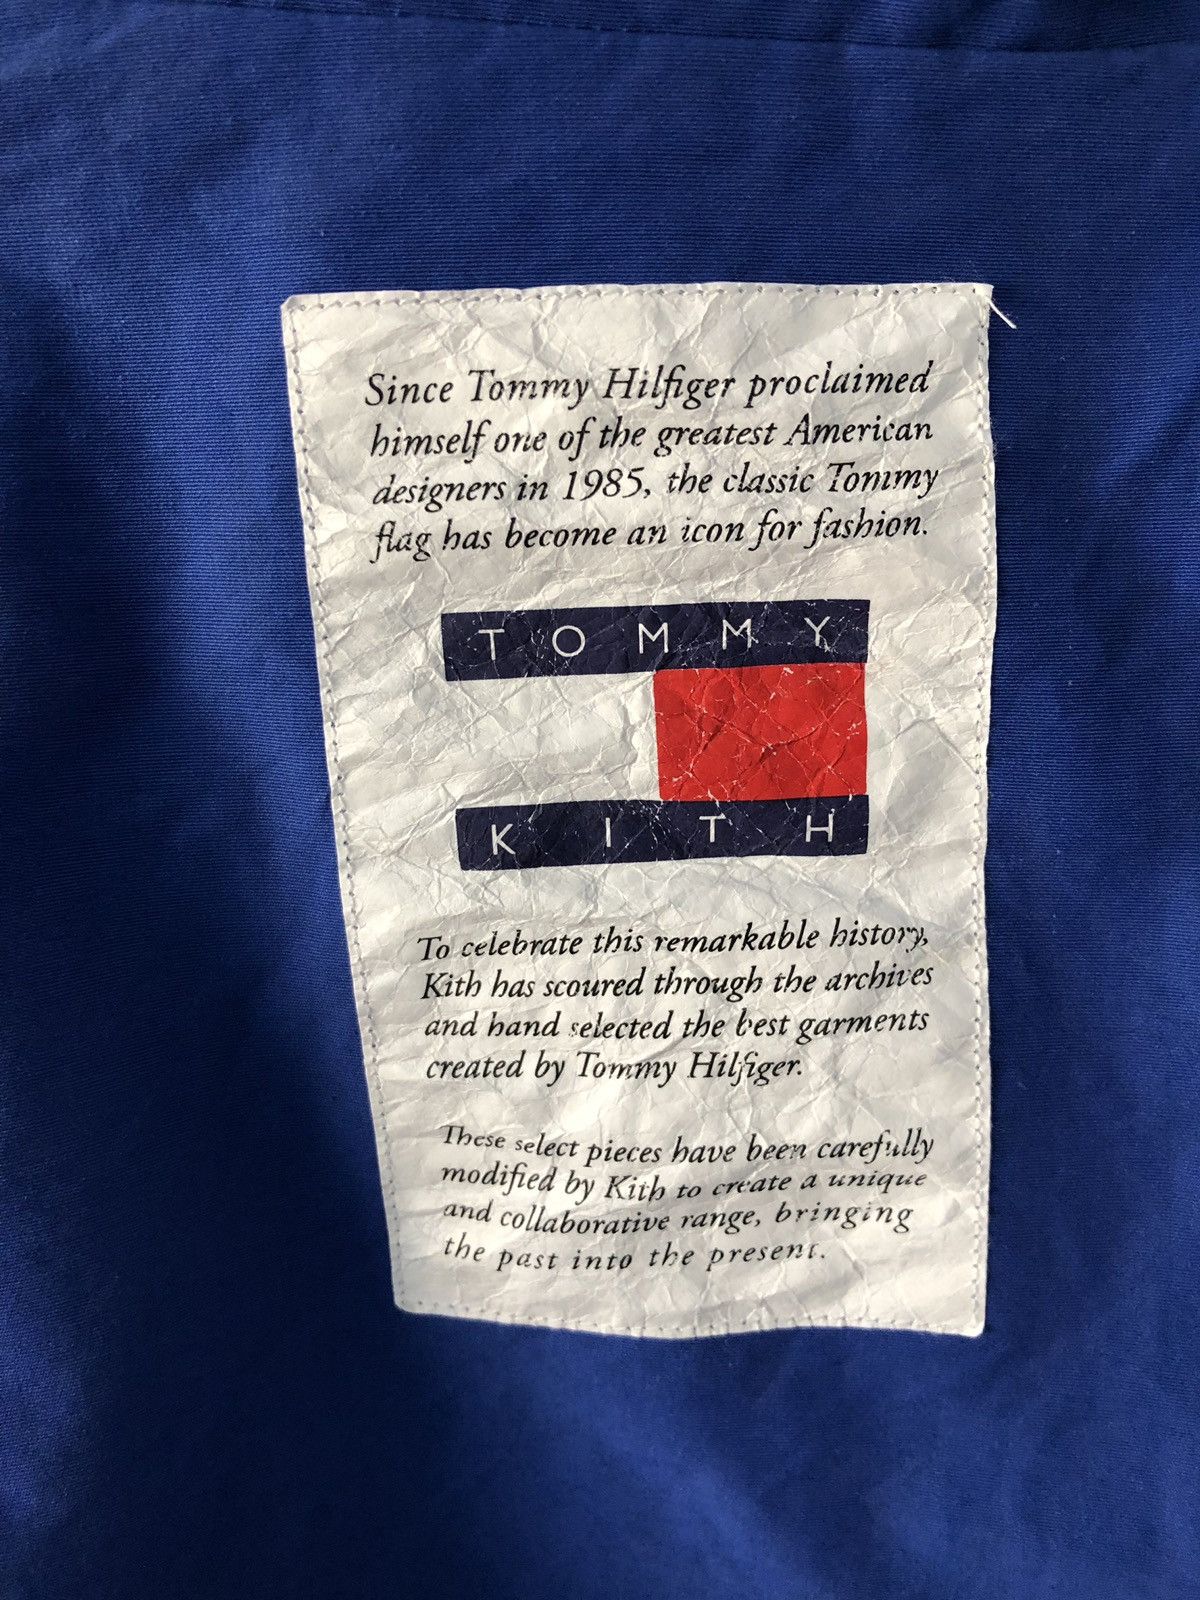 Since Tommy Hilfiger proclaimed
himself one of the greatest American
designers in 1985, the classic Tommy
flag has become an icon for fashion.
TOMMY
KITH
To celebrate this remarkable history,
Kith has scoured through the archives
and hand selected the best garments
created by Tommy Hilfiger.
These select pieces have been carefully
modified by Kith to create a unique
and collaborative range, bringing
the past into the present.